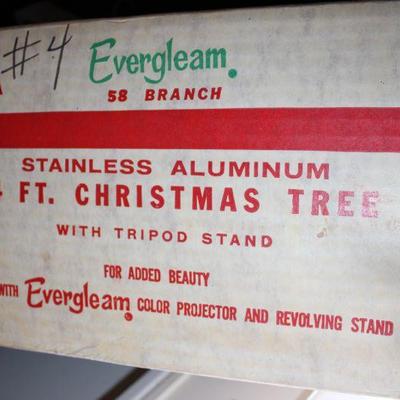 #4 Evergleam
58 BRANCH
STAINLESS ALUMINUM
4 FT. CHRISTMAS TREE
WITH TRIPOD STAND
FOR ADDED BEAUTY
WITH Evergleam COLOR PROJECTOR AND REVOLVING STAND